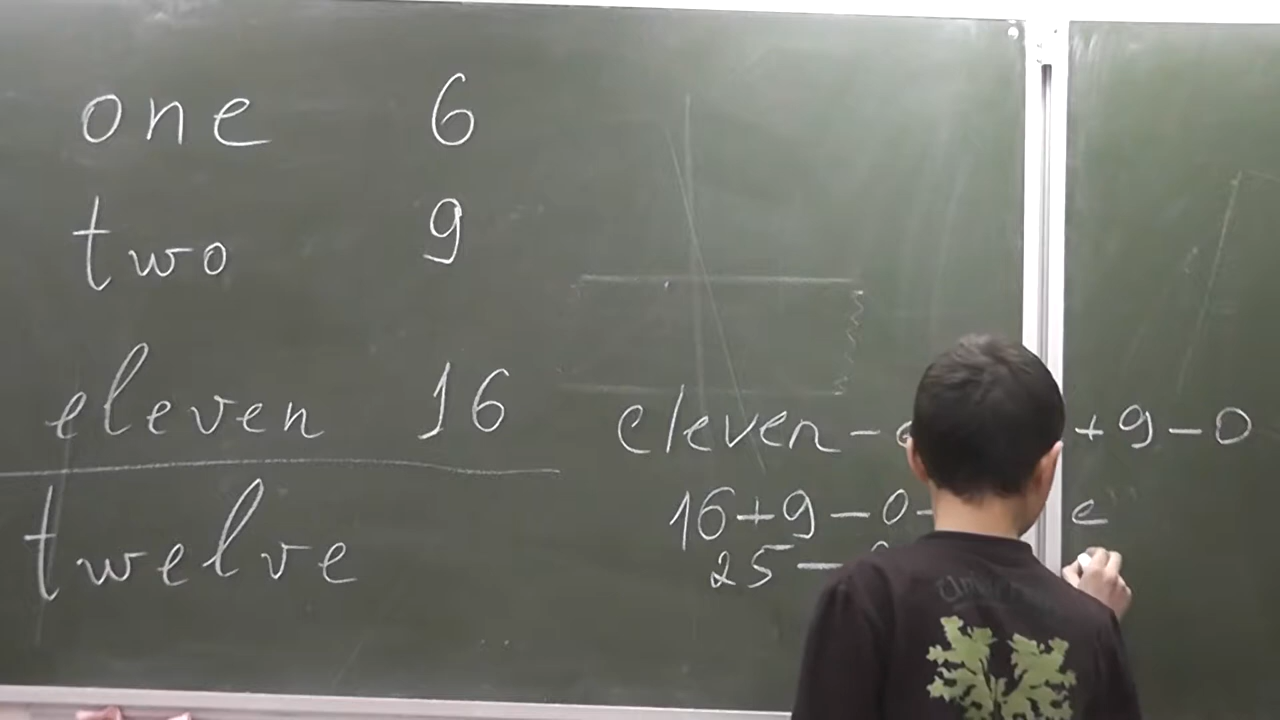 one 6
two 9
eleven 16
twelve
eleven - e +9-0
16+9-0- e
25-